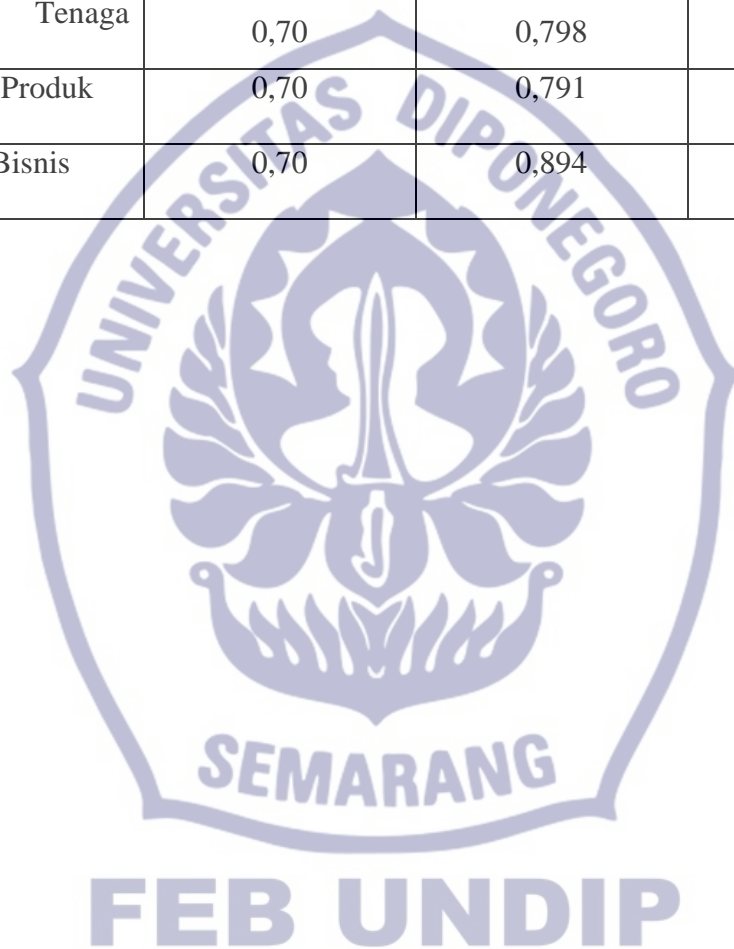 Tenaga 0,70 0,798
Produk 0,70 0,791
Bisnis 0,70 0,894
UNIVERSITAS DIPONEGORO
SEMARANG
FEB UNDIP